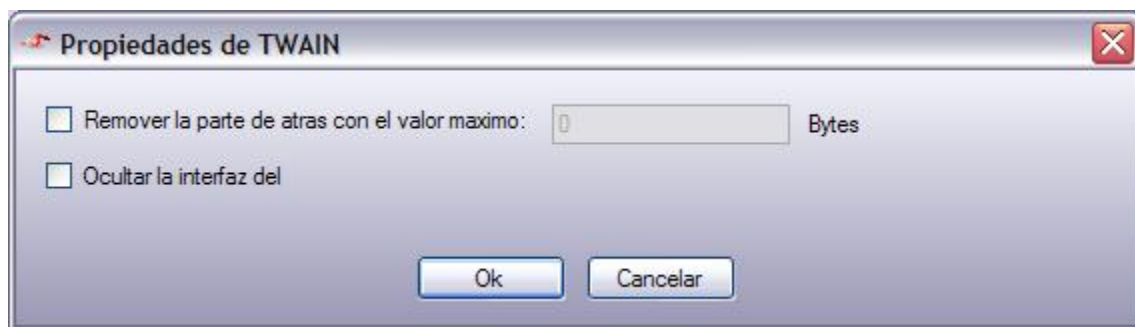 Propiedades de TWAIN
Remover la parte de atras con el valor maximo: 0 Bytes
Ocultar la interfaz del
Ok Cancelar